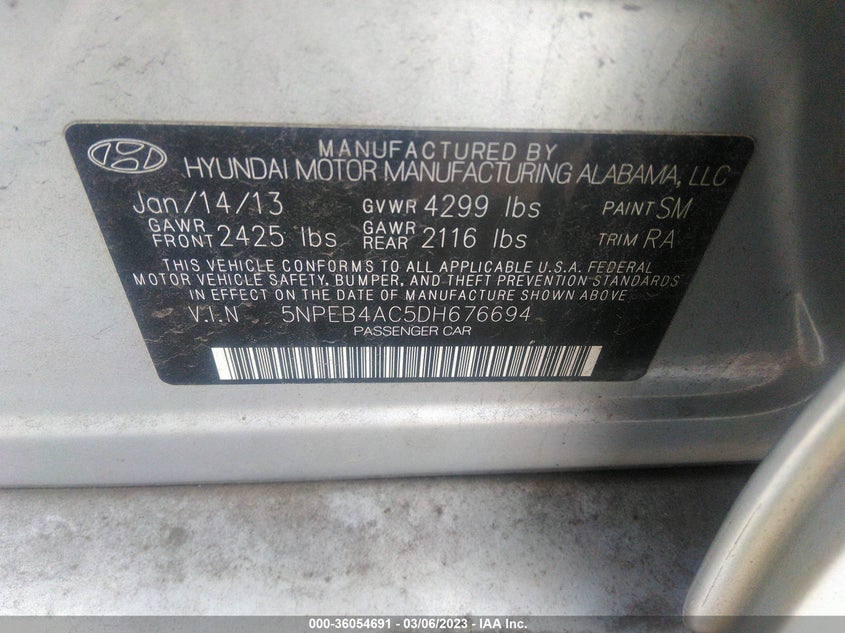 MANUFACTURED BY
HYUNDAI MOTOR MANUFACTURING ALABAMA, LLC
Jan/14/13 GVWR 4299 lbs PAINT SM
GAWR FRONT 2425 lbs GAWR REAR 2116 lbs TRIM RA
THIS VEHICLE CONFORMS TO ALL APPLICABLE U.S.A. FEDERAL
MOTOR VEHICLE SAFETY, BUMPER, AND THEFT PREVENTION STANDARDS
IN EFFECT ON THE DATE OF MANUFACTURE SHOWN ABOVE.
V.I.N 5NPEB4AC5DH676694
PASSENGER CAR
000-36054691 - 03/06/2023 - IAA Inc.